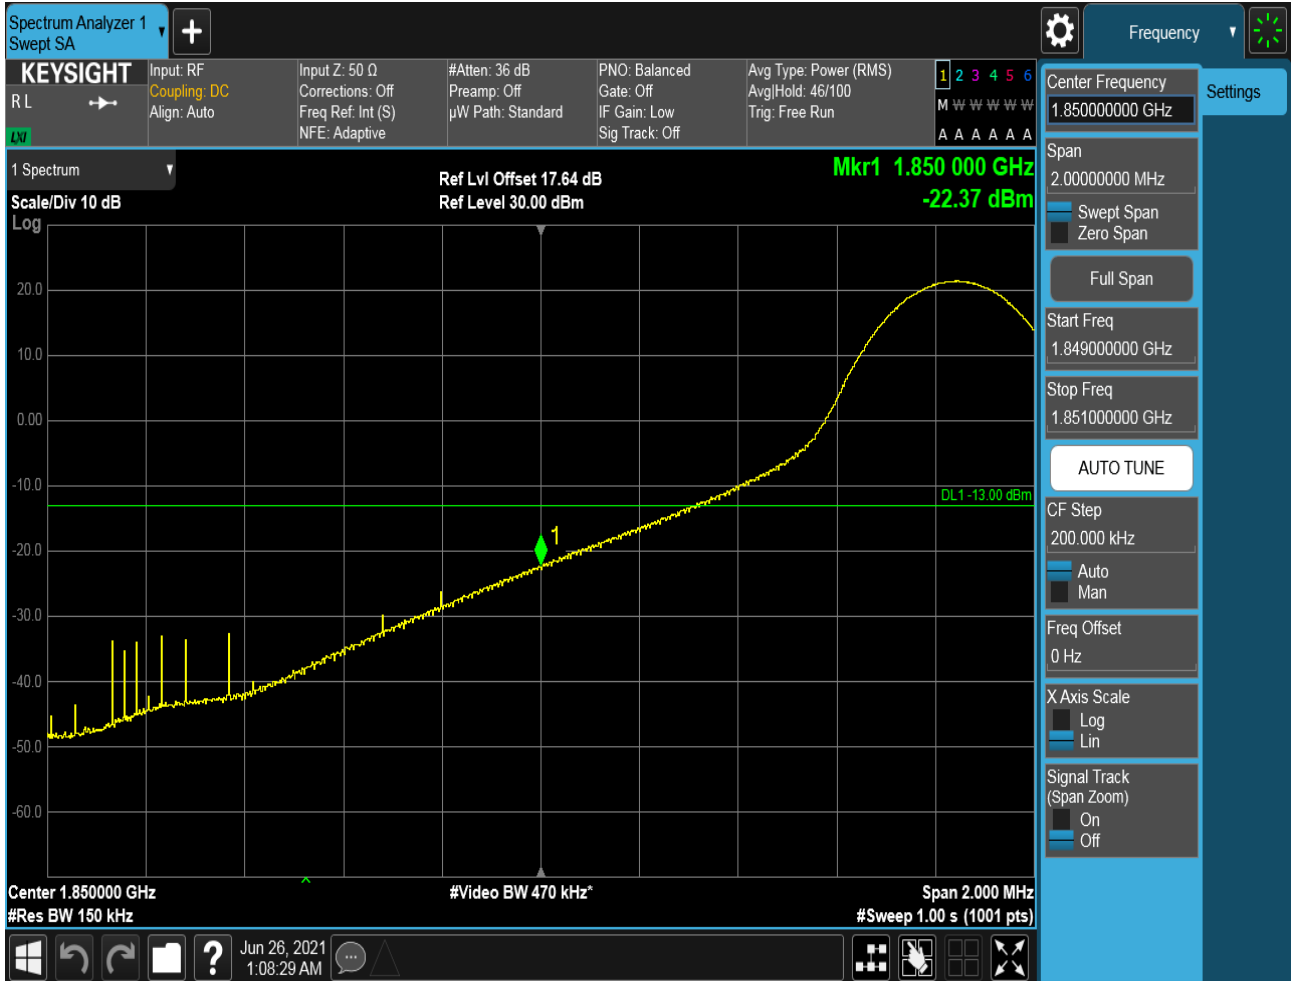 Spectrum Analyzer 1
Swept SA
Frequency
KEYSIGHT
R L
LXI
Input: RF
Coupling: DC
Align: Auto
Input Z: 50 Ω
Corrections: Off
Freq Ref: Int (S)
NFE: Adaptive
#Atten: 36 dB
Preamp: Off
µW Path: Standard
PNO: Balanced
Gate: Off
IF Gain: Low
Sig Track: Off
Avg Type: Power (RMS)
Avg|Hold: 46/100
Trig: Free Run
1 2 3 4 5 6
M W W W W W
A A A A A A
1 Spectrum
Scale/Div 10 dB
Log
Ref Lvl Offset 17.64 dB
Ref Level 30.00 dBm
Mkr1 1.850 000 GHz
-22.37 dBm
20.0
10.0
0.00
-10.0
DL1 -13.00 dBm
1
-20.0
-30.0
-40.0
-50.0
-60.0
Center 1.850000 GHz
#Video BW 470 kHz*
Span 2.000 MHz
#Res BW 150 kHz
#Sweep 1.00 s (1001 pts)
Jun 26, 2021
1:08:29 AM
Center Frequency
1.850000000 GHz
Settings
Span
2.00000000 MHz
Swept Span
Zero Span
Full Span
Start Freq
1.849000000 GHz
Stop Freq
1.851000000 GHz
AUTO TUNE
CF Step
200.000 kHz
Auto
Man
Freq Offset
0 Hz
X Axis Scale
Log
Lin
Signal Track
(Span Zoom)
On
Off